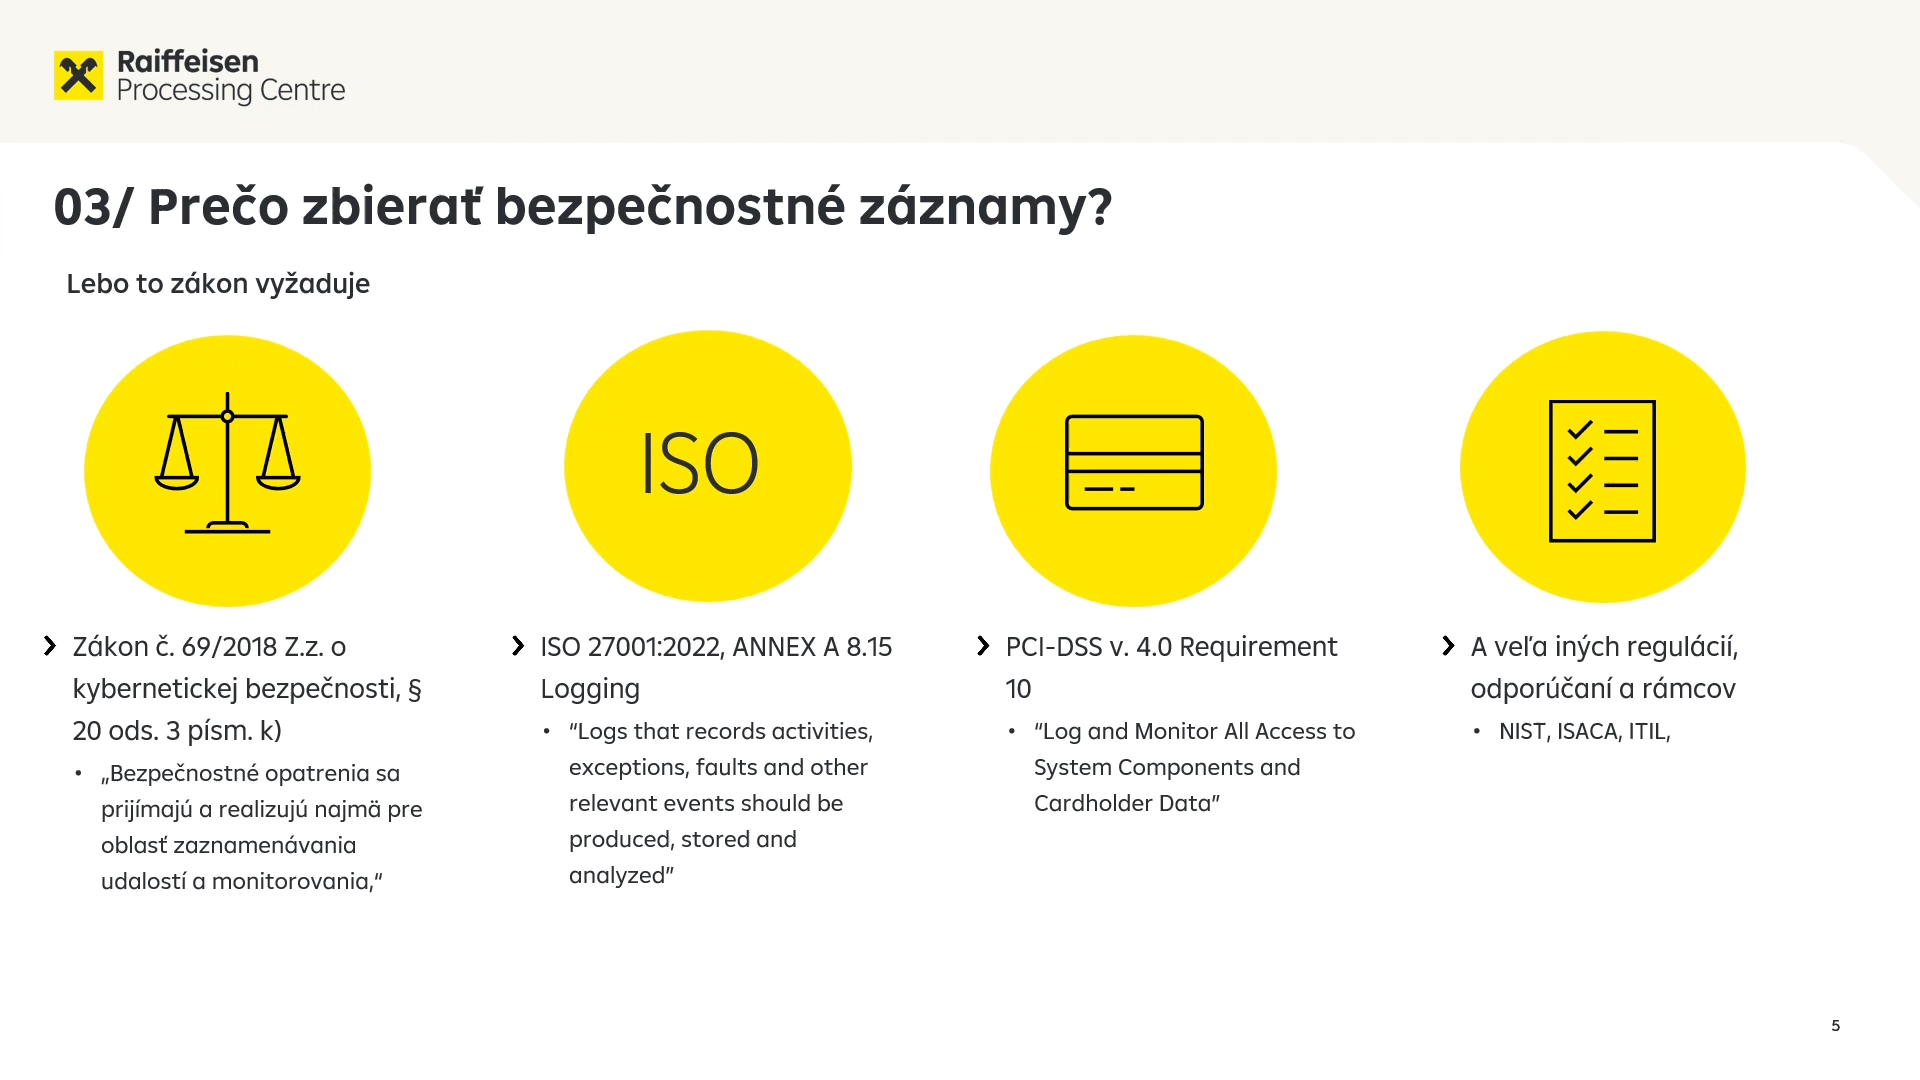 Raiffeisen
Processing Centre
03/ Prečo zbierať bezpečnostné záznamy?
Lebo to zákon vyžaduje
Zákon č. 69/2018 Z.z. o
kybernetickej bezpečnosti, §
20 ods. 3 písm. k)
• „Bezpečnostné opatrenia sa
prijímajú a realizujú najmä pre
oblasť zaznamenávania
udalostí a monitorovania,“
ISO
ISO 27001:2022, ANNEX A 8.15
Logging
• “Logs that records activities,
exceptions, faults and other
relevant events should be
produced, stored and
analyzed”
PCI-DSS v. 4.0 Requirement
10
• “Log and Monitor All Access to
System Components and
Cardholder Data”
A veľa iných regulácií,
odporúčaní a rámcov
• NIST, ISACA, ITIL,
5